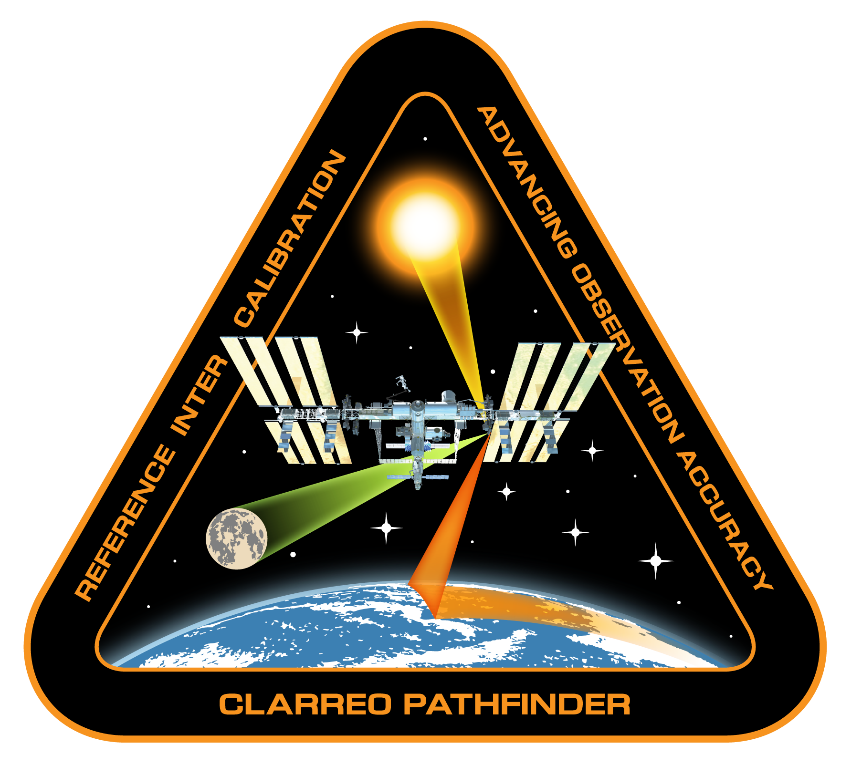 REFERENCE INTER CALIBRATION
ADVANCING OBSERVATION ACCURACY
CLARREO PATHFINDER